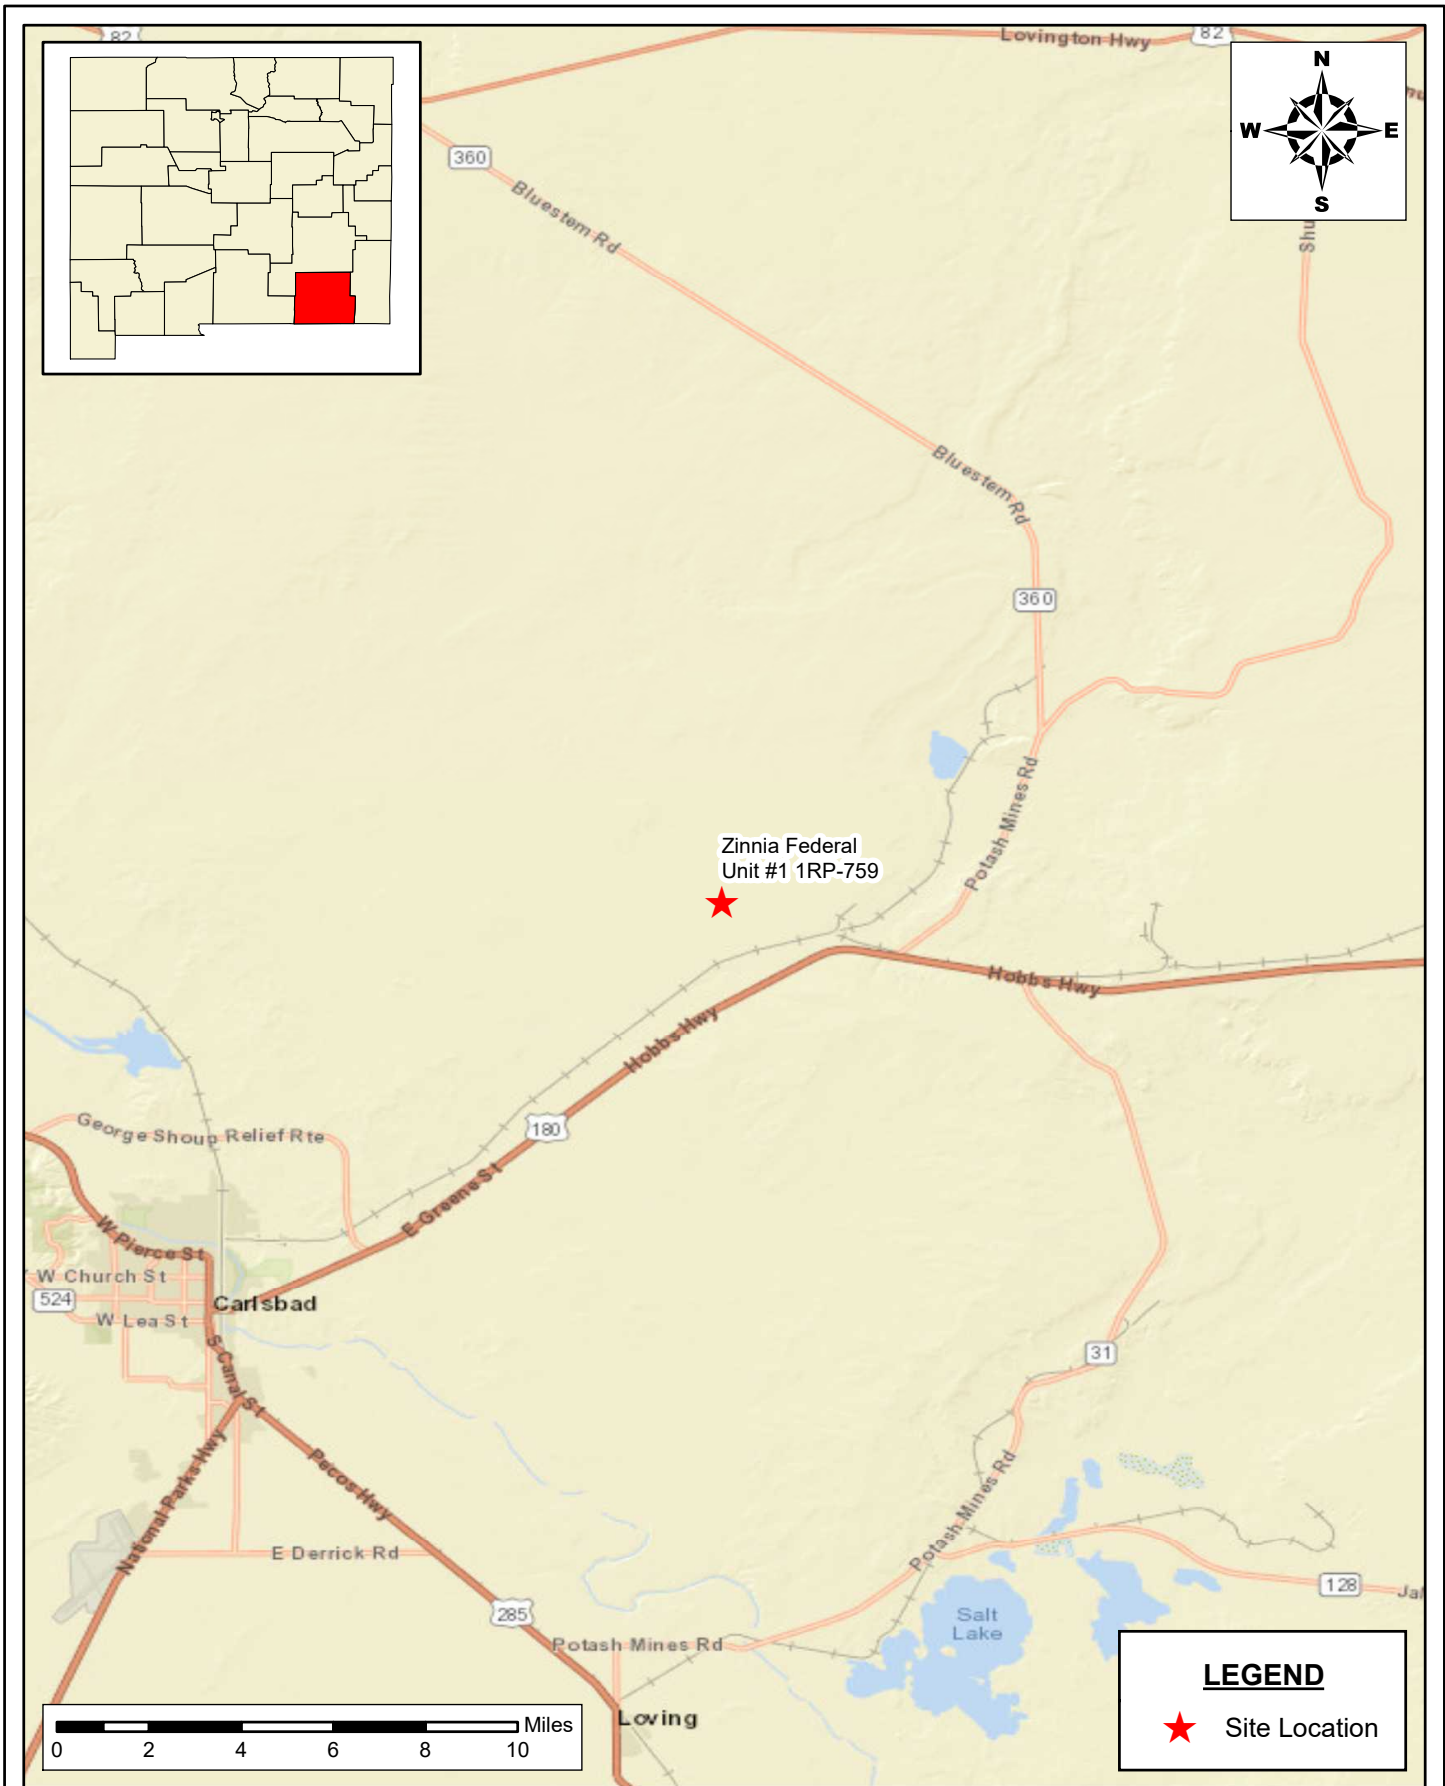 82
Lovington Hwy
82
N
W
E
S
360
Bluestem Rd
Shu
Bluestem Rd
360
Potash Mines Rd
Zinnia Federal
Unit #1 1RP-759
Hobbs Hwy
Hobbs Hwy
180
George Shoup Relief Rte
E Greene St
W Pierce St
W Church St
524
Carlsbad
W Lea St
S Canal St
31
National Parks Hwy
Pecos Hwy
Potash Mines Rd
E Derrick Rd
128
Jal
285
Salt
Lake
Potash Mines Rd
Loving
LEGEND
Site Location
Miles
0 2 4 6 8 10